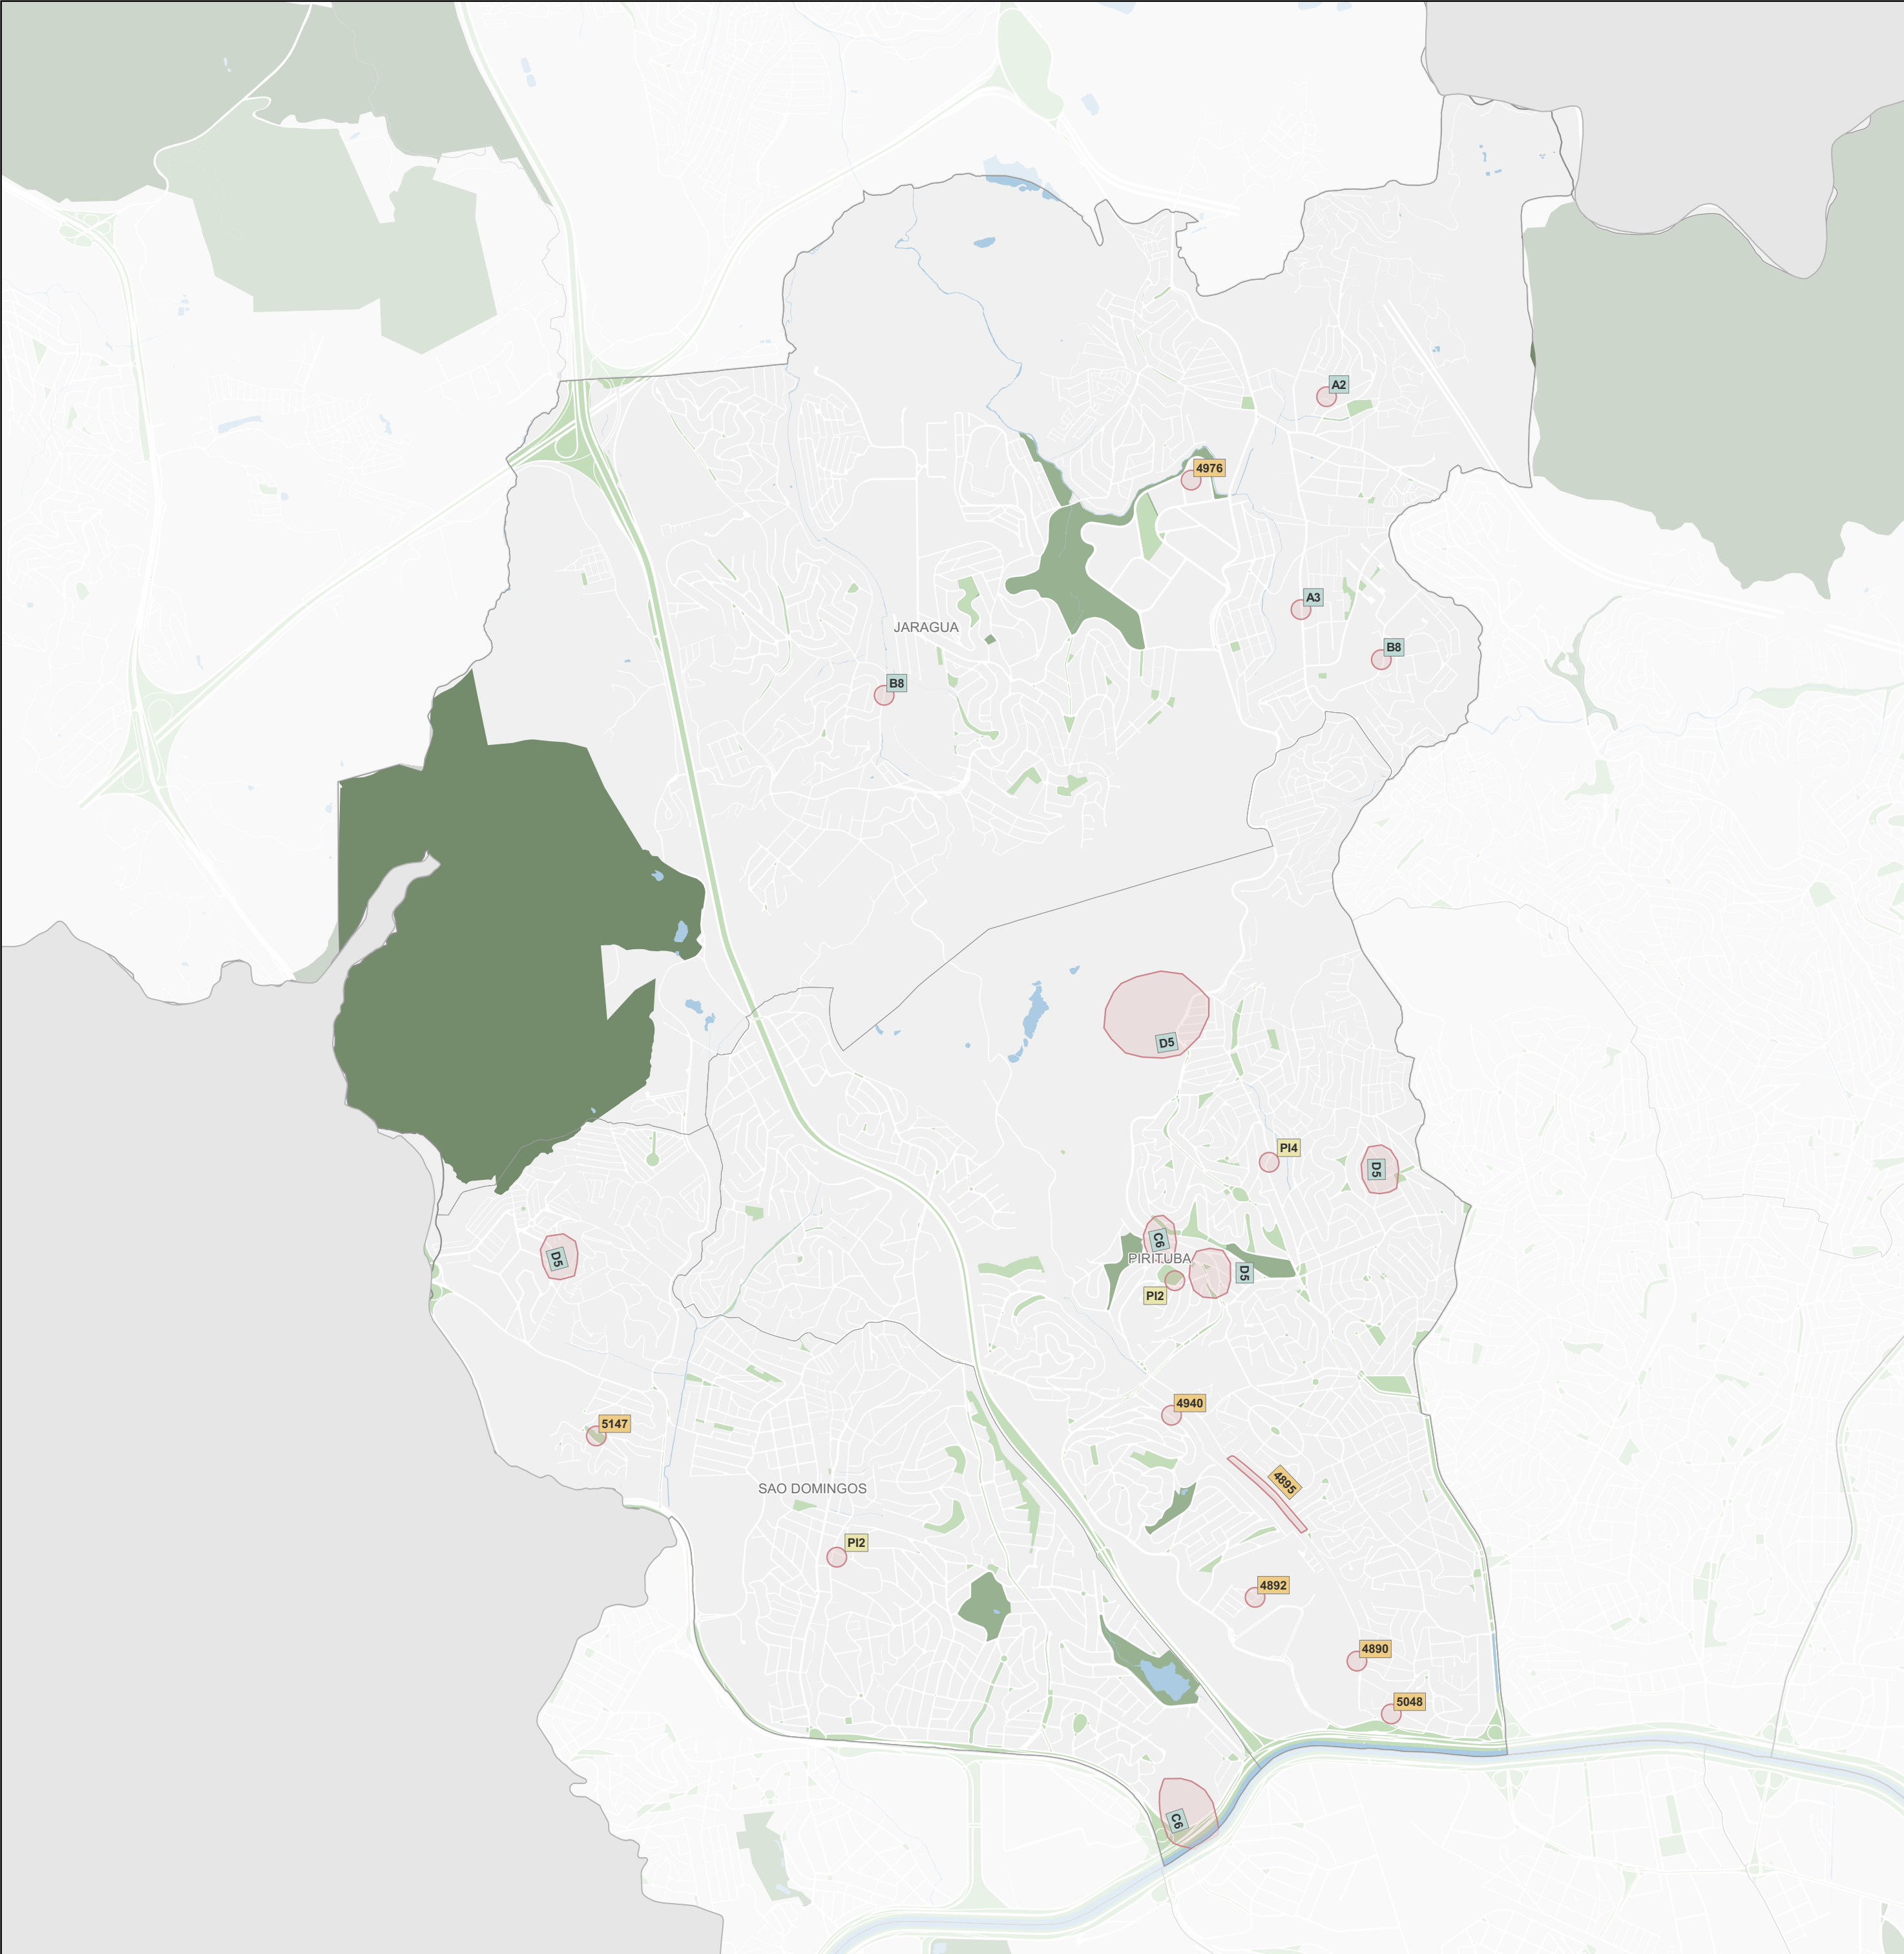 A2
4976
A3
JARAGUA
B8
B8
D5
PI4
D5
C6
PIRITUBA
D5
D5
PI2
4940
5147
4895
SAO DOMINGOS
PI2
4892
4890
5048
C6